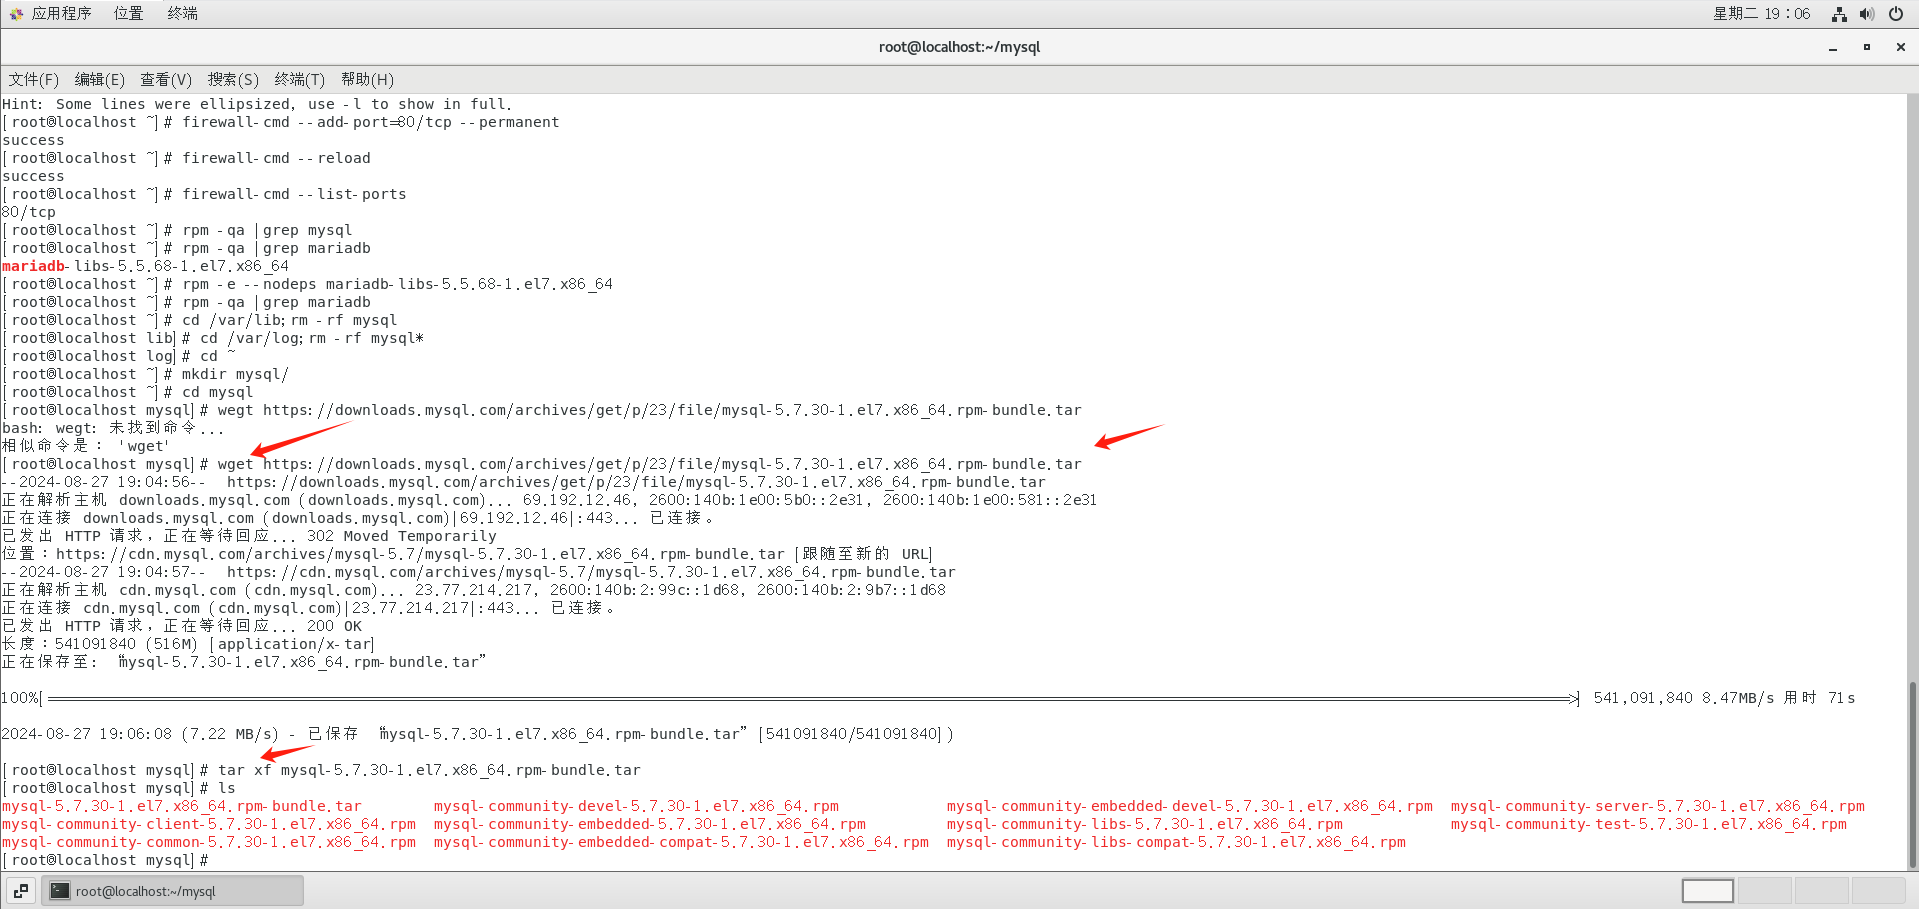 应用程序 位置 终端 星期二 19：06
root@localhost:~/mysql
文件(F) 编辑(E) 查看(V) 搜索(S) 终端(T) 帮助(H)
Hint: Some lines were ellipsized, use -l to show in full.
[root@localhost ~]# firewall-cmd --add-port=80/tcp --permanent
success
[root@localhost ~]# firewall-cmd --reload
success
[root@localhost ~]# firewall-cmd --list-ports
80/tcp
[root@localhost ~]# rpm -qa |grep mysql
[root@localhost ~]# rpm -qa |grep mariadb
mariadb-libs-5.5.68-1.el7.x86_64
[root@localhost ~]# rpm -e --nodeps mariadb-libs-5.5.68-1.el7.x86_64
[root@localhost ~]# rpm -qa |grep mariadb
[root@localhost ~]# cd /var/lib;rm -rf mysql
[root@localhost lib]# cd /var/log;rm -rf mysql*
[root@localhost log]# cd ~
[root@localhost ~]# mkdir mysql/
[root@localhost ~]# cd mysql
[root@localhost mysql]# wegt https://downloads.mysql.com/archives/get/p/23/file/mysql-5.7.30-1.el7.x86_64.rpm-bundle.tar
bash: wegt: 未找到命令...
相似命令是： 'wget'
[root@localhost mysql]# wget https://downloads.mysql.com/archives/get/p/23/file/mysql-5.7.30-1.el7.x86_64.rpm-bundle.tar
--2024-08-27 19:04:56--  https://downloads.mysql.com/archives/get/p/23/file/mysql-5.7.30-1.el7.x86_64.rpm-bundle.tar
正在解析主机 downloads.mysql.com (downloads.mysql.com)... 69.192.12.46, 2600:140b:1e00:5b0::2e31, 2600:140b:1e00:581::2e31
正在连接 downloads.mysql.com (downloads.mysql.com)|69.192.12.46|:443... 已连接。
已发出 HTTP 请求，正在等待回应... 302 Moved Temporarily
位置：https://cdn.mysql.com/archives/mysql-5.7/mysql-5.7.30-1.el7.x86_64.rpm-bundle.tar [跟随至新的 URL]
--2024-08-27 19:04:57--  https://cdn.mysql.com/archives/mysql-5.7/mysql-5.7.30-1.el7.x86_64.rpm-bundle.tar
正在解析主机 cdn.mysql.com (cdn.mysql.com)... 23.77.214.217, 2600:140b:2:99c::1d68, 2600:140b:2:9b7::1d68
正在连接 cdn.mysql.com (cdn.mysql.com)|23.77.214.217|:443... 已连接。
已发出 HTTP 请求，正在等待回应... 200 OK
长度：541091840 (516M) [application/x-tar]
正在保存至: “mysql-5.7.30-1.el7.x86_64.rpm-bundle.tar”
100%[======================================================================>] 541,091,840 8.47MB/s 用时 71s
2024-08-27 19:06:08 (7.22 MB/s) - 已保存 “mysql-5.7.30-1.el7.x86_64.rpm-bundle.tar” [541091840/541091840])
[root@localhost mysql]# tar xf mysql-5.7.30-1.el7.x86_64.rpm-bundle.tar
[root@localhost mysql]# ls
mysql-5.7.30-1.el7.x86_64.rpm-bundle.tar mysql-community-devel-5.7.30-1.el7.x86_64.rpm mysql-community-embedded-devel-5.7.30-1.el7.x86_64.rpm mysql-community-server-5.7.30-1.el7.x86_64.rpm
mysql-community-client-5.7.30-1.el7.x86_64.rpm mysql-community-embedded-5.7.30-1.el7.x86_64.rpm mysql-community-libs-5.7.30-1.el7.x86_64.rpm mysql-community-test-5.7.30-1.el7.x86_64.rpm
mysql-community-common-5.7.30-1.el7.x86_64.rpm mysql-community-embedded-compat-5.7.30-1.el7.x86_64.rpm mysql-community-libs-compat-5.7.30-1.el7.x86_64.rpm
[root@localhost mysql]#
root@localhost:~/mysql